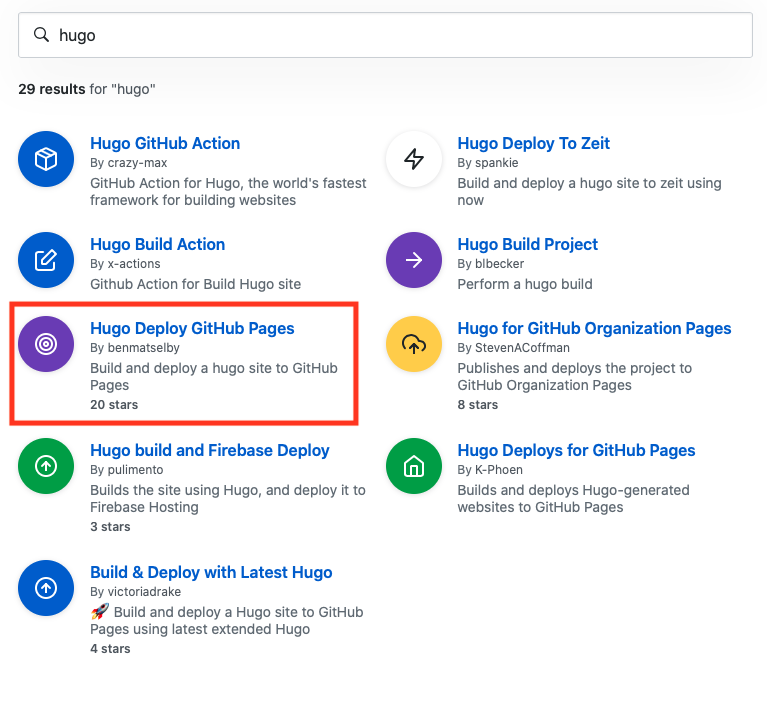 hugo
29 results for "hugo"
Hugo GitHub Action
By crazy-max
GitHub Action for Hugo, the world's fastest
framework for building websites
Hugo Deploy To Zeit
By spankie
Build and deploy a hugo site to zeit using
now
Hugo Build Action
By x-actions
Github Action for Build Hugo site
Hugo Build Project
By blbecker
Perform a hugo build
Hugo Deploy GitHub Pages
By benmatselby
Build and deploy a hugo site to GitHub
Pages
20 stars
Hugo for GitHub Organization Pages
By StevenACoffman
Publishes and deploys the project to
GitHub Organization Pages
8 stars
Hugo build and Firebase Deploy
By pulimento
Builds the site using Hugo, and deploy it to
Firebase Hosting
3 stars
Hugo Deploys for GitHub Pages
By K-Phoen
Builds and deploys Hugo-generated
websites to GitHub Pages
Build & Deploy with Latest Hugo
By victoriadrake
🚀 Build and deploy a Hugo site to GitHub
Pages using latest extended Hugo
4 stars